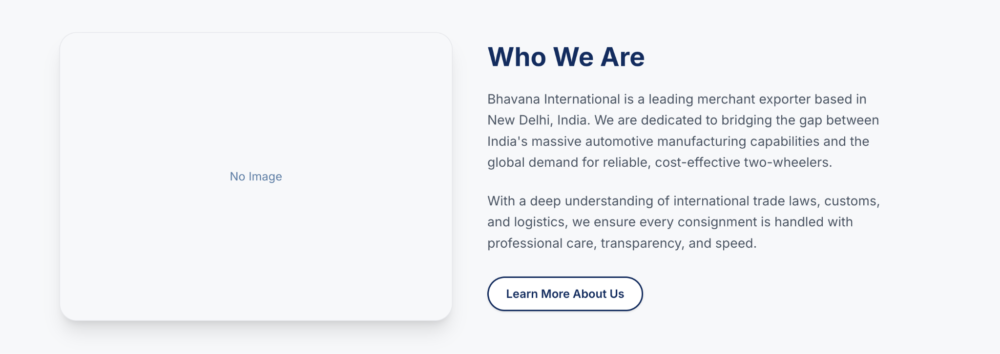 No Image
Who We Are
Bhavana International is a leading merchant exporter based in
New Delhi, India. We are dedicated to bridging the gap between
India's massive automotive manufacturing capabilities and the
global demand for reliable, cost-effective two-wheelers.
With a deep understanding of international trade laws, customs,
and logistics, we ensure every consignment is handled with
professional care, transparency, and speed.
Learn More About Us